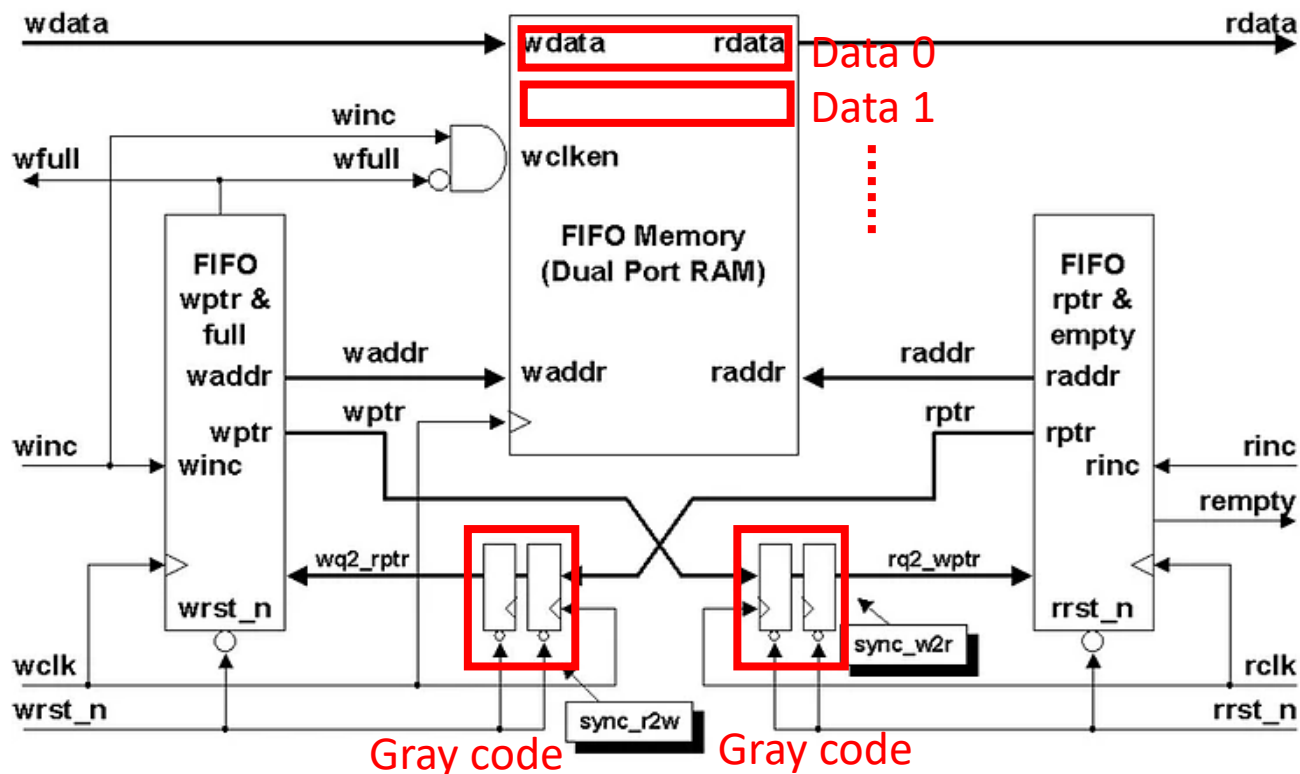 wdata
wdata
rdata
Data 0
rdata
Data 1
winc
wfull
wfull
wclken
FIFO Memory
(Dual Port RAM)
FIFO
wptr &
full
FIFO
rptr &
empty
waddr
waddr
waddr
raddr
raddr
raddr
wptr
wptr
rptr
rptr
winc
winc
rinc
rinc
rempty
wq2_rptr
rq2_wptr
wrst_n
rrst_n
sync_w2r
wclk
rclk
wrst_n
sync_r2w
rrst_n
Gray code
Gray code